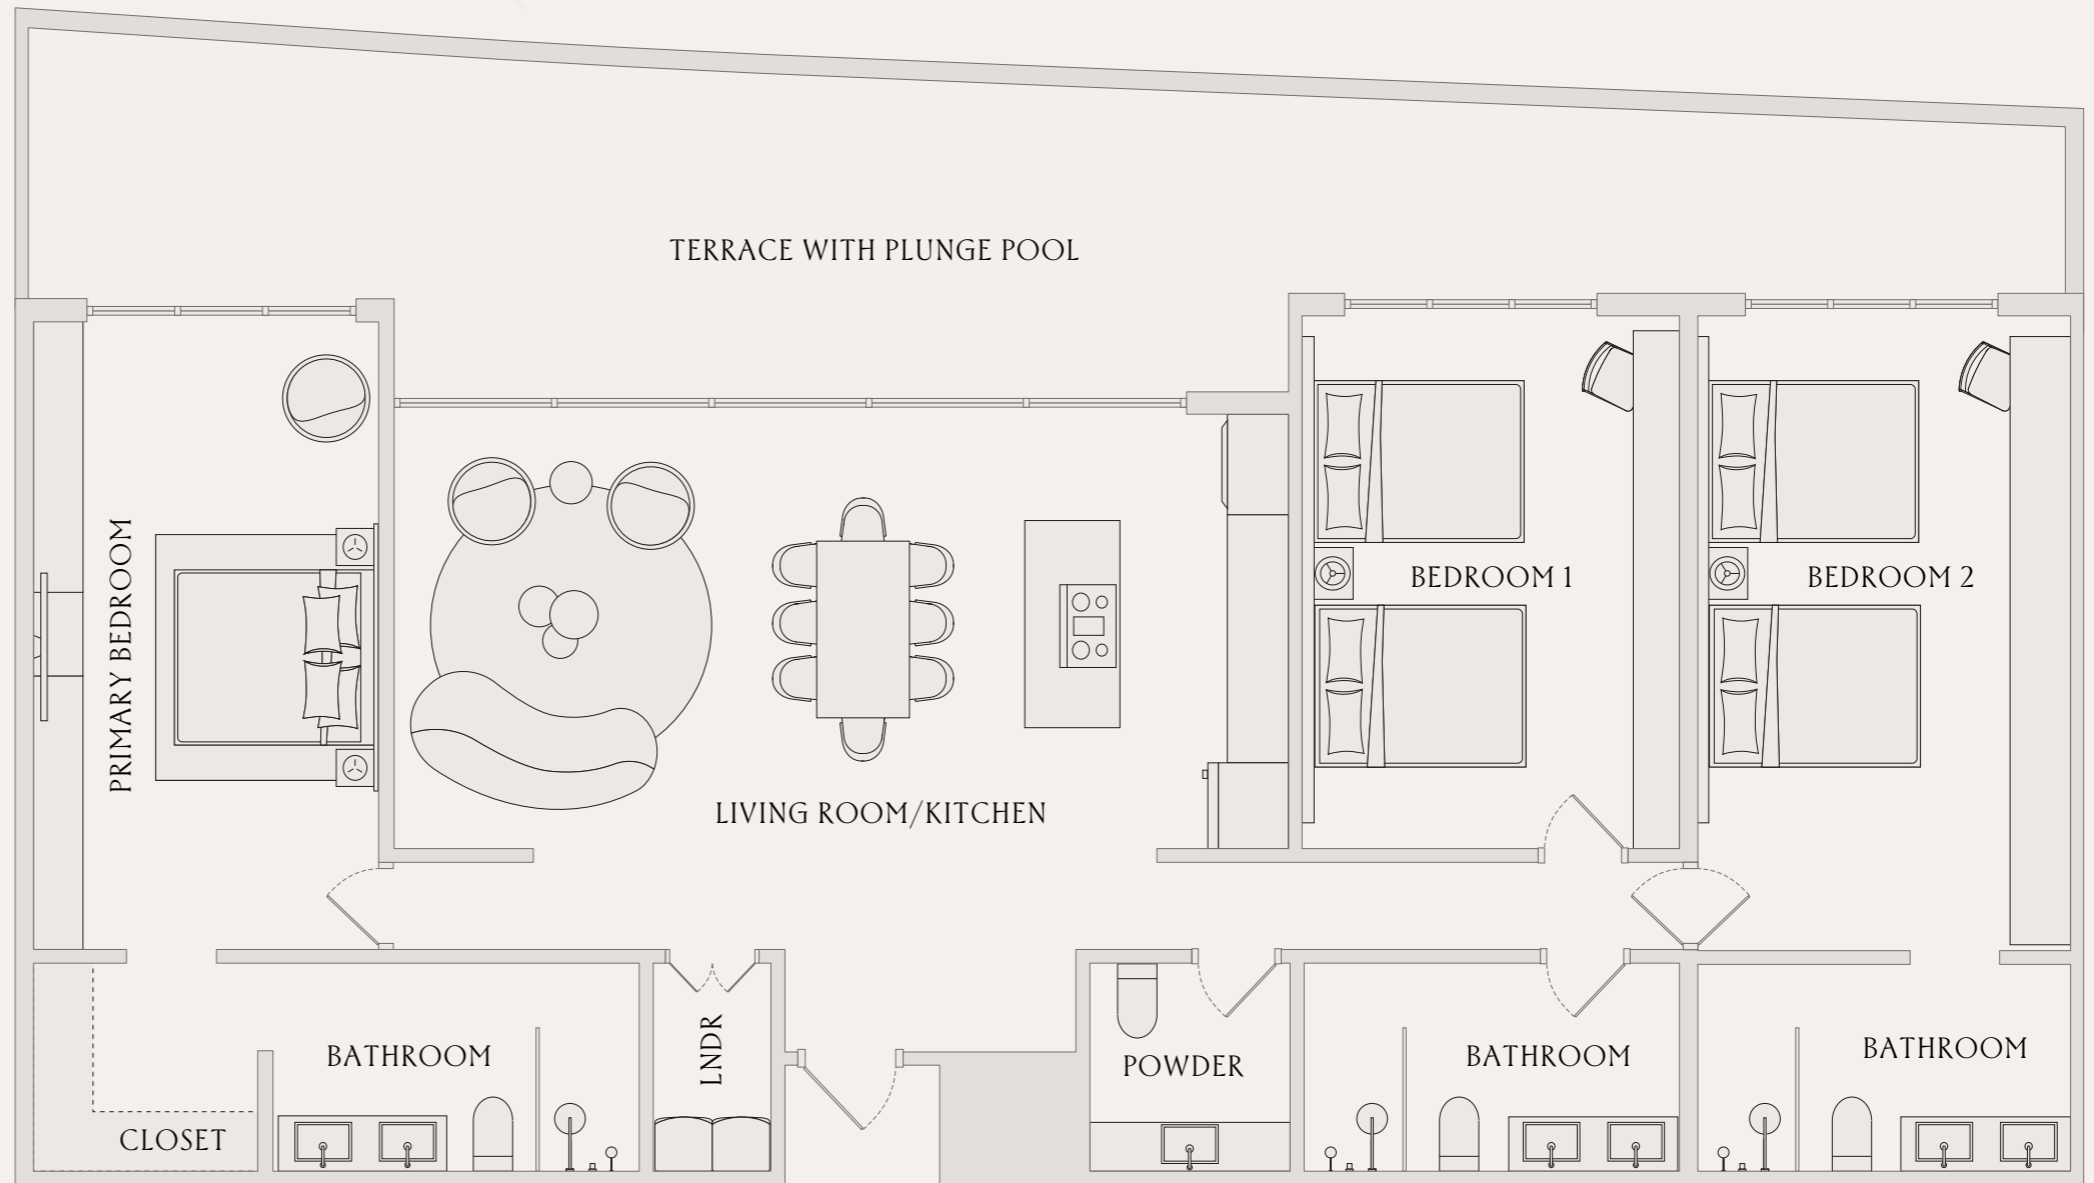 TERRACE WITH PLUNGE POOL
PRIMARY BEDROOM
BEDROOM 1
BEDROOM 2
LIVING ROOM/KITCHEN
BATHROOM
LNDR
POWDER
BATHROOM
BATHROOM
CLOSET